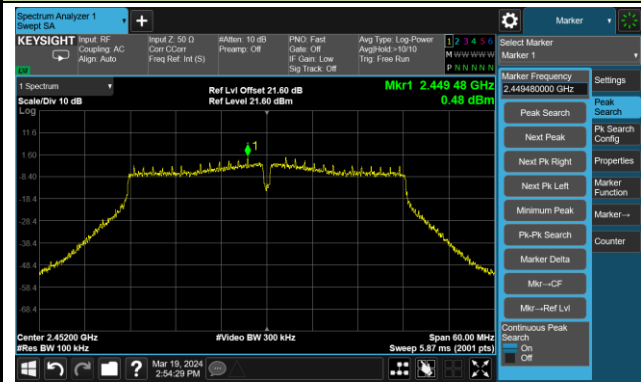 Spectrum Analyzer 1
Swept SA
Marker
KEYSIGHT
Input: RF
Coupling: AC
Align: Auto
Input Z: 50 Ω
Corr CCorr
Freq Ref: Int (S)
#Atten: 10 dB
Preamp: Off
PNO: Fast
Gate: Off
IF Gain: Low
Sig Track: Off
Avg Type: Log-Power
Avg|Hold:>10/10
Trig: Free Run
1 2 3 4 5 6
M W W W W W
P N N N N N
LW
Select Marker
Marker 1
1 Spectrum
Scale/Div 10 dB
Log
Ref Lvl Offset 21.60 dB
Ref Level 21.60 dBm
Mkr1 2.449 48 GHz
0.48 dBm
Marker Frequency
2.449480000 GHz
Settings
Peak Search
Next Peak
Next Pk Right
Next Pk Left
Minimum Peak
Pk-Pk Search
Marker Delta
Mkr→CF
Mkr→Ref Lvl
Continuous Peak
Search
On
Off
Peak
Search
Pk Search
Config
Properties
Marker
Function
Marker→
Counter
11.6
1.60
-8.40
-18.4
-28.4
-38.4
-48.4
-58.4
-68.4
1
Center 2.45200 GHz
#Res BW 100 kHz
#Video BW 300 kHz
Span 60.00 MHz
Sweep 5.87 ms (2001 pts)
Mar 19, 2024
2:54:29 PM